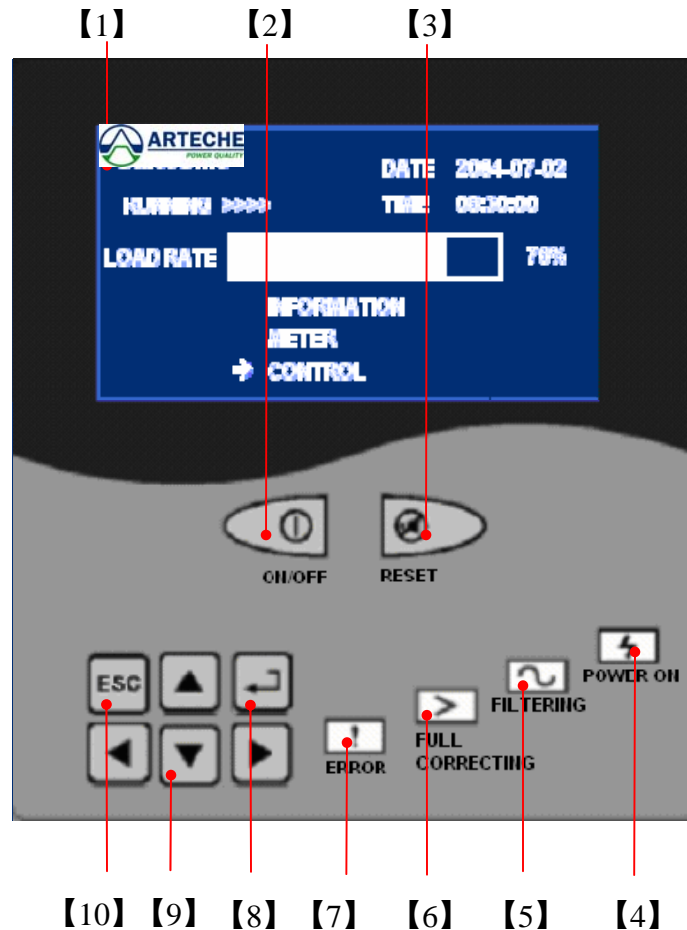 【1】 【2】 【3】
ARTECHE
POWER QUALITY
DATE 2004-07-02
RUNNING >>>> TIME 08:30:00
LOAD RATE 78%
INFORMATION
METER
CONTROL
ON/OFF RESET
ESC
POWER ON
FILTERING
FULL
CORRECTING
ERROR
【10】 【9】 【8】 【7】 【6】 【5】 【4】